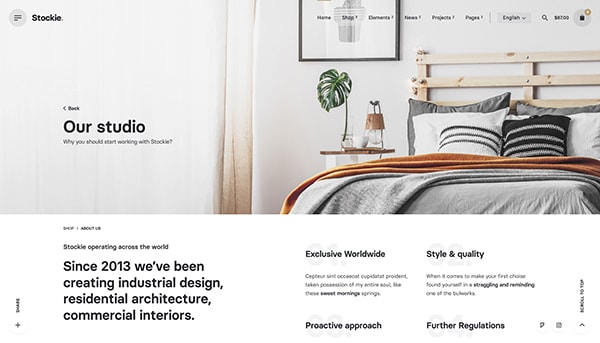 Stockie.
Home Shop Elements News Projects Pages English $87.00
Back
Our studio
Why you should start working with Stockie?
SHOP > ABOUT US
Stockie operating across the world
Since 2013 we've been
creating industrial design,
residential architecture,
commercial interiors.
01.
Exclusive Worldwide
Cepteur sint occaecat cupidatat proident,
taken possession of my entire soul, like
these sweet mornings springs.
02.
Style & quality
When it comes to make your first choise
found yourself in a straggling and reminding
one of the bulwarks.
03.
Proactive approach
04.
Further Regulations
SHARE
SCROLL TO TOP